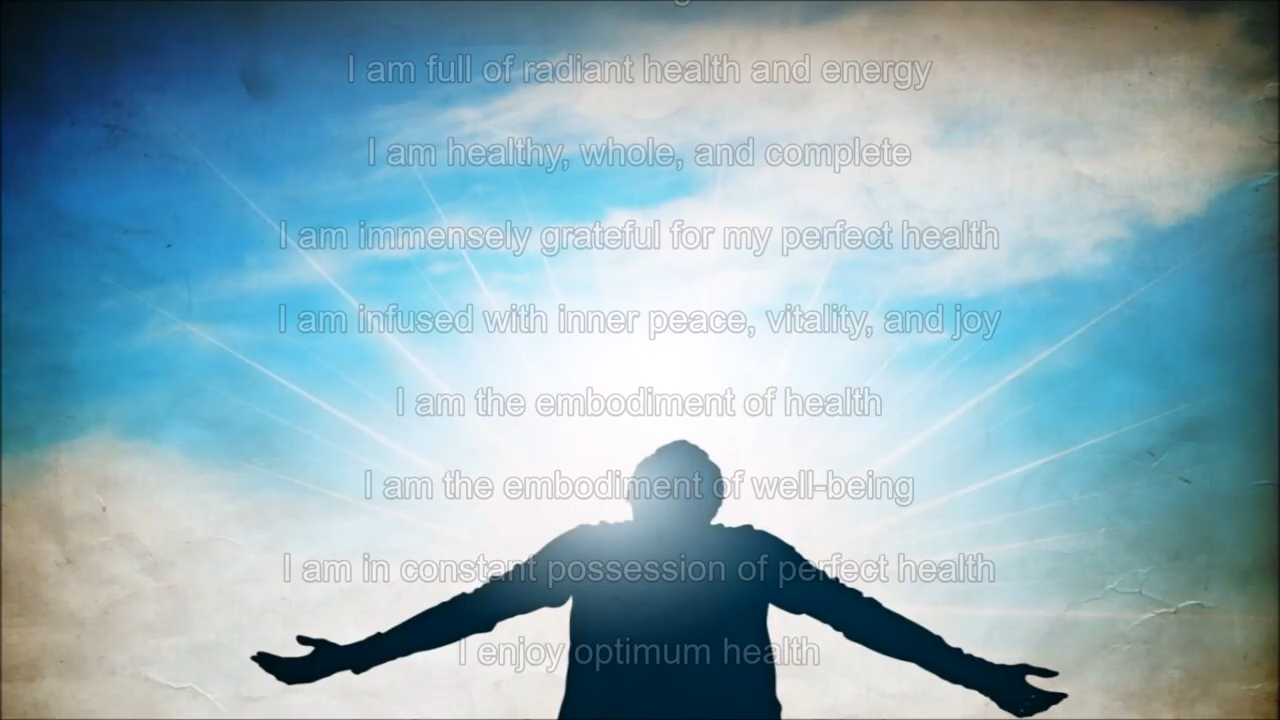 I am full of radiant health and energy
I am healthy, whole, and complete
I am immensely grateful for my perfect health
I am infused with inner peace, vitality, and joy
I am the embodiment of health
I am the embodiment of well-being
I am in constant possession of perfect health
I enjoy optimum health